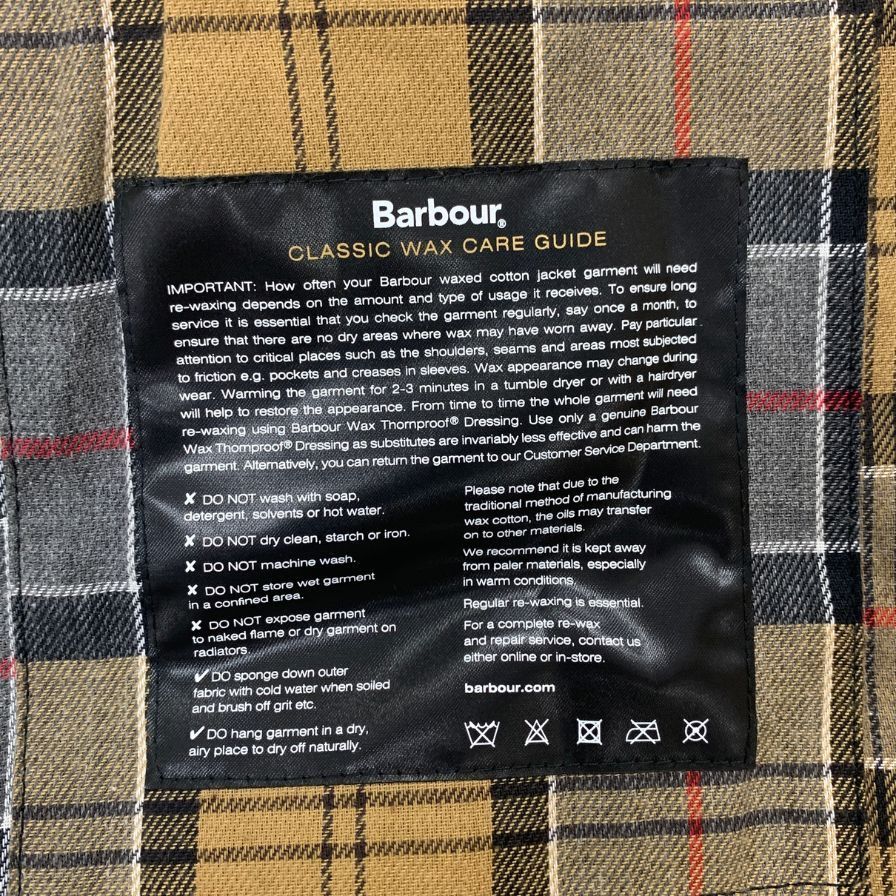 Barbour®
CLASSIC WAX CARE GUIDE
IMPORTANT: How often your Barbour waxed cotton jacket garment will need
re-waxing depends on the amount and type of usage it receives. To ensure long
service it is essential that you check the garment regularly, say once a month, to
ensure that there are no dry areas where wax may have worn away. Pay particular
attention to critical places such as the shoulders, seams and areas most subjected
to friction e.g. pockets and creases in sleeves. Wax appearance may change during
wear. Warming the garment for 2-3 minutes in a tumble dryer or with a hairdryer
will help to restore the appearance. From time to time the whole garment will need
re-waxing using Barbour Wax Thornproof® Dressing. Use only a genuine Barbour
Wax Thornproof® Dressing as substitutes are invariably less effective and can harm the
garment. Alternatively, you can return the garment to our Customer Service Department.
✘ DO NOT wash with soap,
detergent, solvents or hot water.
✘ DO NOT dry clean, starch or iron.
✘ DO NOT machine wash.
✘ DO NOT store wet garment
in a confined area.
✘ DO NOT expose garment
to naked flame or dry garment on
radiators.
✔ DO sponge down outer
fabric with cold water when soiled
and brush off grit etc.
✔ DO hang garment in a dry,
airy place to dry off naturally.
Please note that due to the
traditional method of manufacturing
wax cotton, the oils may transfer
on to other materials.
We recommend it is kept away
from paler materials, especially
in warm conditions
Regular re-waxing is essential.
For a complete re-wax
and repair service, contact us
either online or in-store.
barbour.com